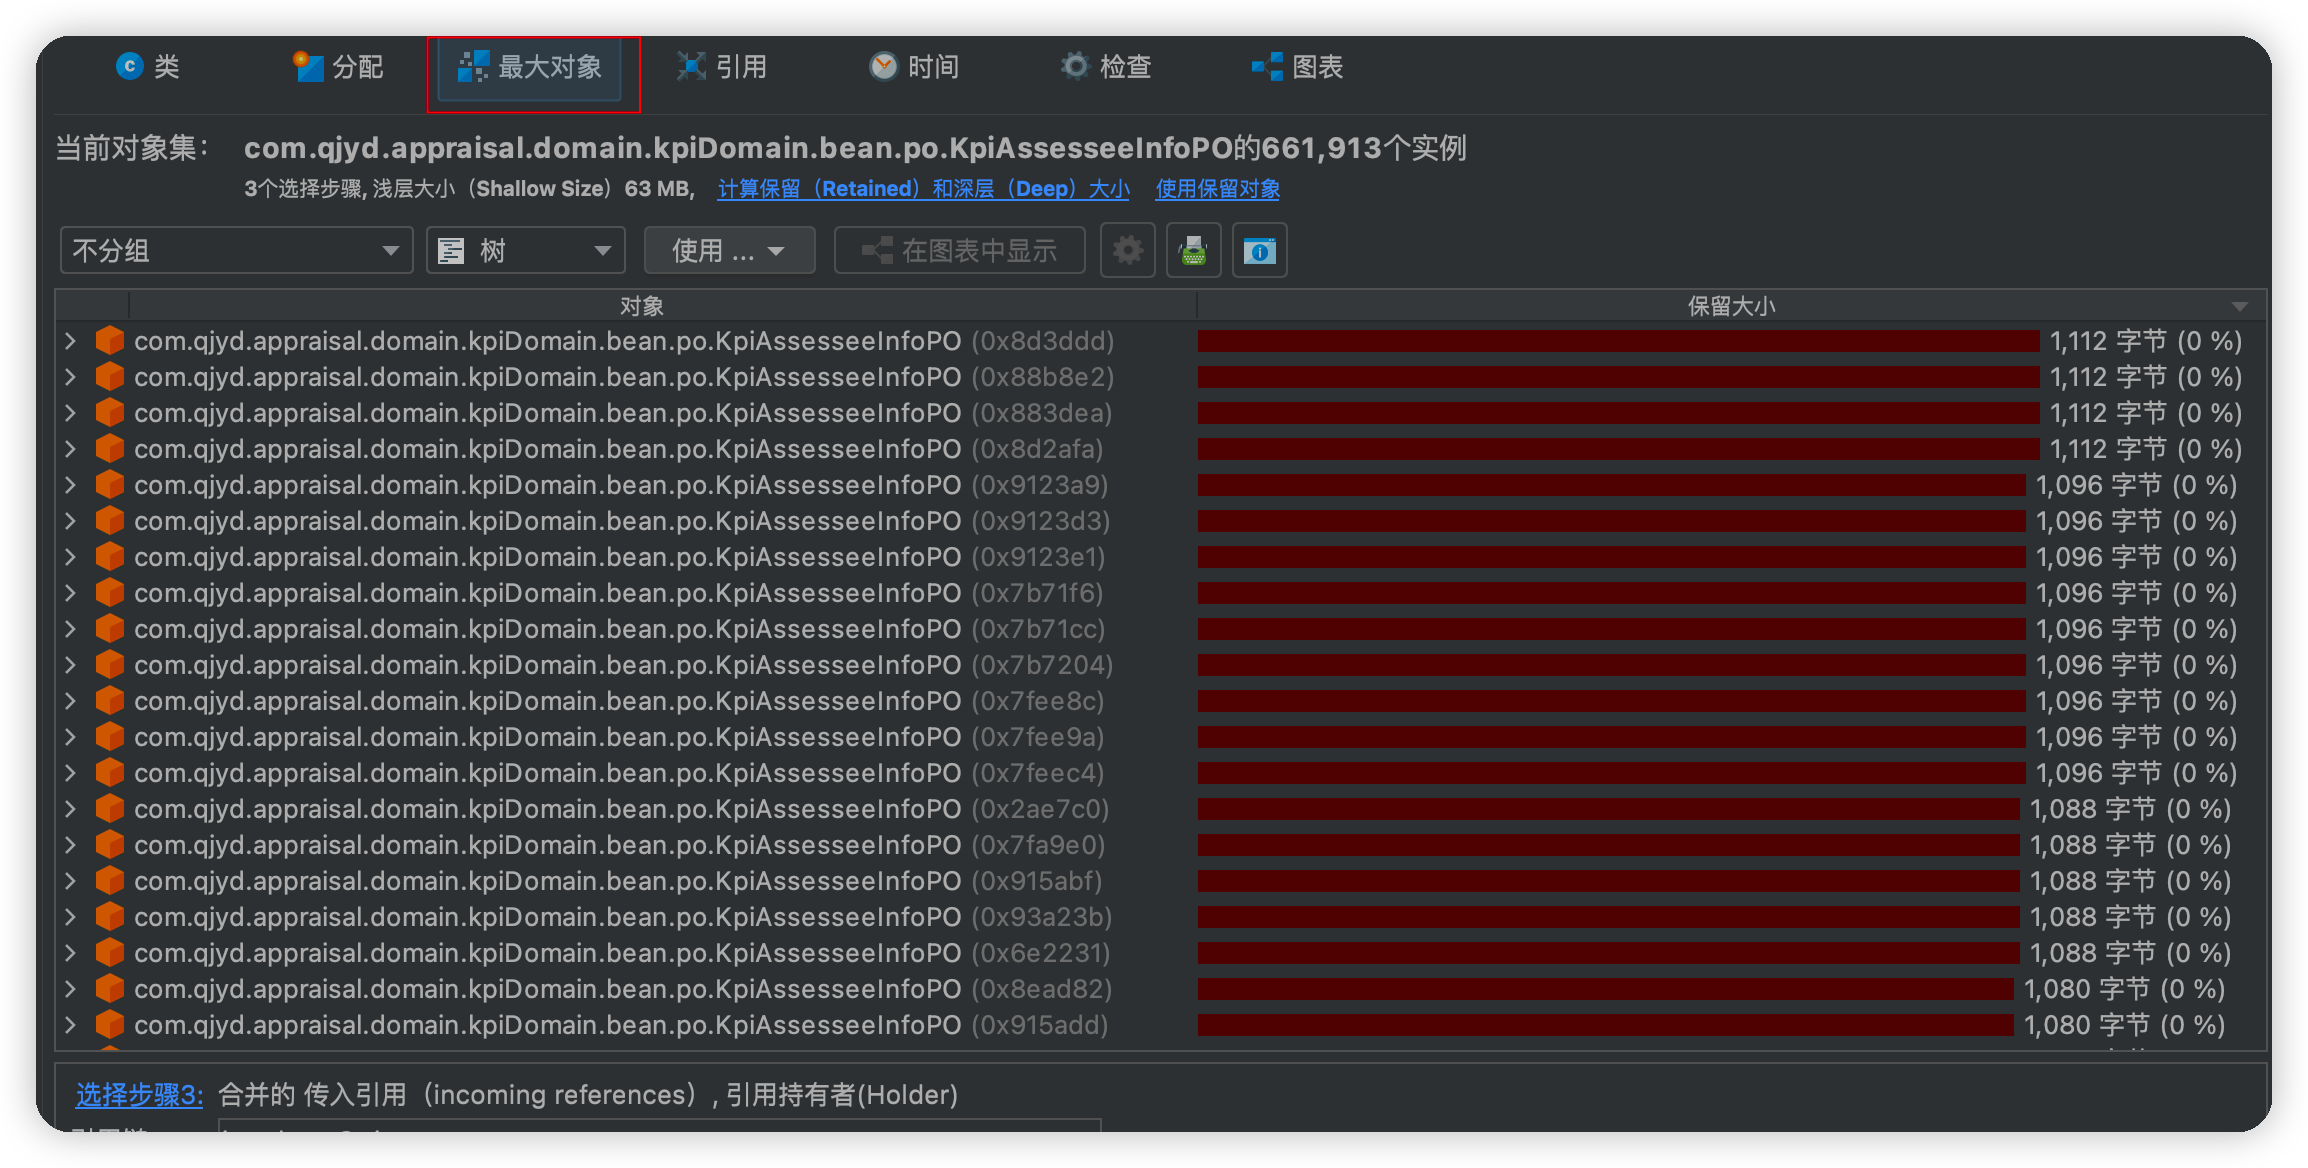 类 分配 最大对象 引用 时间 检查 图表
当前对象集： com.qjyd.appraisal.domain.kpiDomain.bean.po.KpiAssesseeInfoPO的661,913个实例
3个选择步骤, 浅层大小（Shallow Size）63 MB, 计算保留（Retained）和深层（Deep）大小 使用保留对象
不分组 树 使用 ... 在图表中显示
对象 保留大小
com.qjyd.appraisal.domain.kpiDomain.bean.po.KpiAssesseeInfoPO (0x8d3ddd) 1,112 字节 (0 %)
com.qjyd.appraisal.domain.kpiDomain.bean.po.KpiAssesseeInfoPO (0x88b8e2) 1,112 字节 (0 %)
com.qjyd.appraisal.domain.kpiDomain.bean.po.KpiAssesseeInfoPO (0x883dea) 1,112 字节 (0 %)
com.qjyd.appraisal.domain.kpiDomain.bean.po.KpiAssesseeInfoPO (0x8d2afa) 1,112 字节 (0 %)
com.qjyd.appraisal.domain.kpiDomain.bean.po.KpiAssesseeInfoPO (0x9123a9) 1,096 字节 (0 %)
com.qjyd.appraisal.domain.kpiDomain.bean.po.KpiAssesseeInfoPO (0x9123d3) 1,096 字节 (0 %)
com.qjyd.appraisal.domain.kpiDomain.bean.po.KpiAssesseeInfoPO (0x9123e1) 1,096 字节 (0 %)
com.qjyd.appraisal.domain.kpiDomain.bean.po.KpiAssesseeInfoPO (0x7b71f6) 1,096 字节 (0 %)
com.qjyd.appraisal.domain.kpiDomain.bean.po.KpiAssesseeInfoPO (0x7b71cc) 1,096 字节 (0 %)
com.qjyd.appraisal.domain.kpiDomain.bean.po.KpiAssesseeInfoPO (0x7b7204) 1,096 字节 (0 %)
com.qjyd.appraisal.domain.kpiDomain.bean.po.KpiAssesseeInfoPO (0x7fee8c) 1,096 字节 (0 %)
com.qjyd.appraisal.domain.kpiDomain.bean.po.KpiAssesseeInfoPO (0x7fee9a) 1,096 字节 (0 %)
com.qjyd.appraisal.domain.kpiDomain.bean.po.KpiAssesseeInfoPO (0x7feec4) 1,096 字节 (0 %)
com.qjyd.appraisal.domain.kpiDomain.bean.po.KpiAssesseeInfoPO (0x2ae7c0) 1,088 字节 (0 %)
com.qjyd.appraisal.domain.kpiDomain.bean.po.KpiAssesseeInfoPO (0x7fa9e0) 1,088 字节 (0 %)
com.qjyd.appraisal.domain.kpiDomain.bean.po.KpiAssesseeInfoPO (0x915abf) 1,088 字节 (0 %)
com.qjyd.appraisal.domain.kpiDomain.bean.po.KpiAssesseeInfoPO (0x93a23b) 1,088 字节 (0 %)
com.qjyd.appraisal.domain.kpiDomain.bean.po.KpiAssesseeInfoPO (0x6e2231) 1,088 字节 (0 %)
com.qjyd.appraisal.domain.kpiDomain.bean.po.KpiAssesseeInfoPO (0x8ead82) 1,080 字节 (0 %)
com.qjyd.appraisal.domain.kpiDomain.bean.po.KpiAssesseeInfoPO (0x915add) 1,080 字节 (0 %)
选择步骤3: 合并的 传入引用（incoming references）, 引用持有者(Holder)